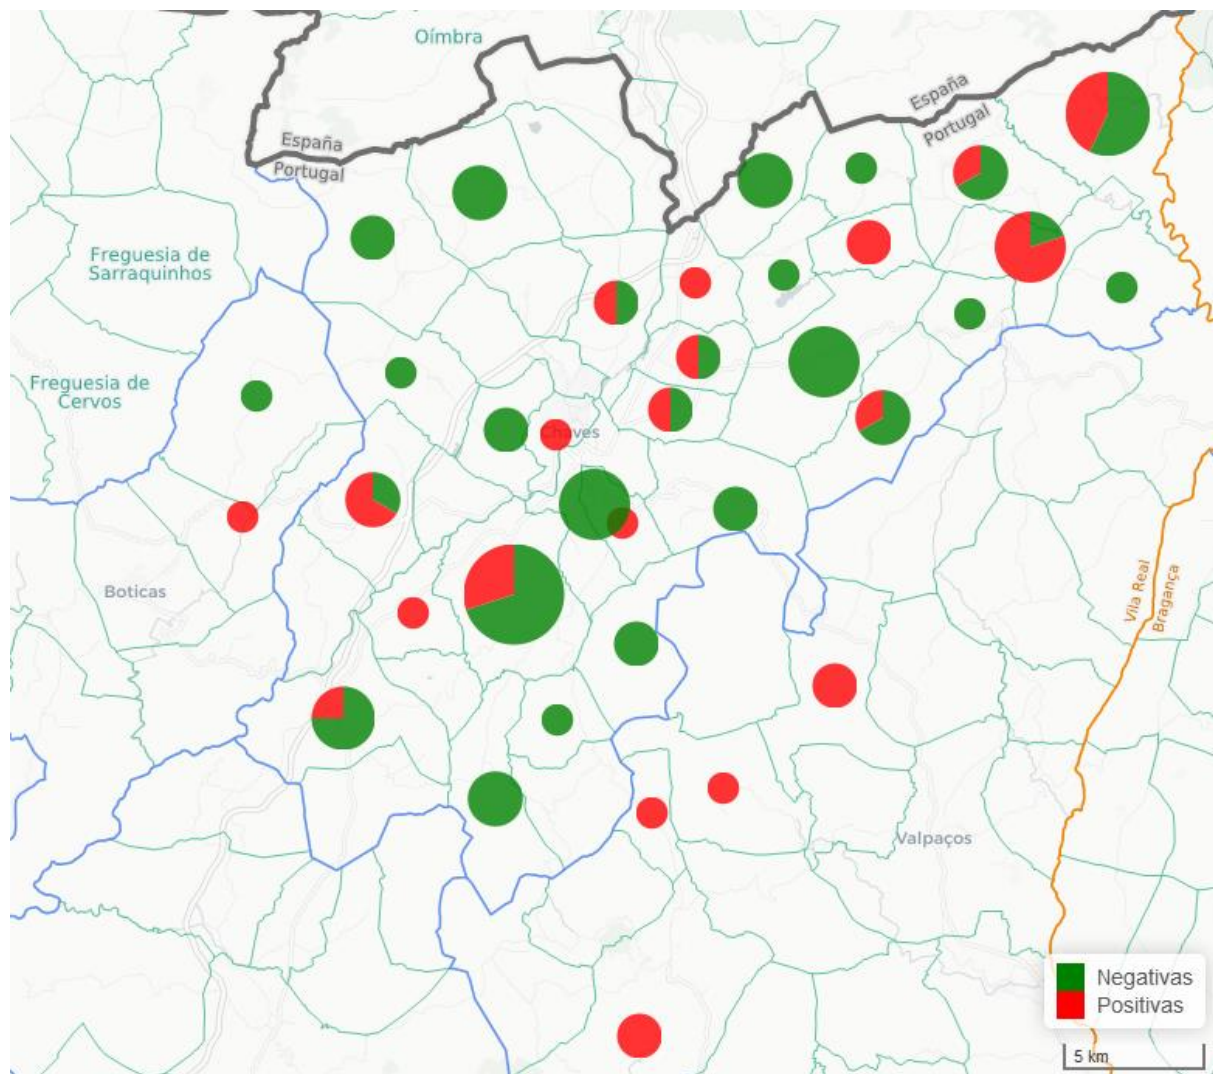 Oímbra
España
Portugal
España
Portugal
Freguesia de
Sarraquinhos
Freguesia de
Cervos
Chaves
Boticas
Vila Real
Bragança
Valpaços
Negativas
Positivas
5 km